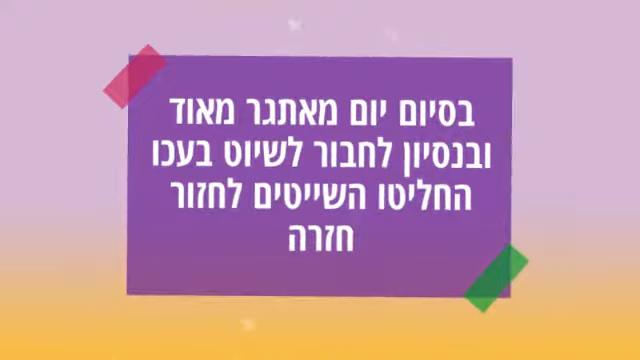 בסיום יום מאתגר מאוד
ובנסיון לחבור לשיוט בעכו
החליטו השייטים לחזור
חזרה